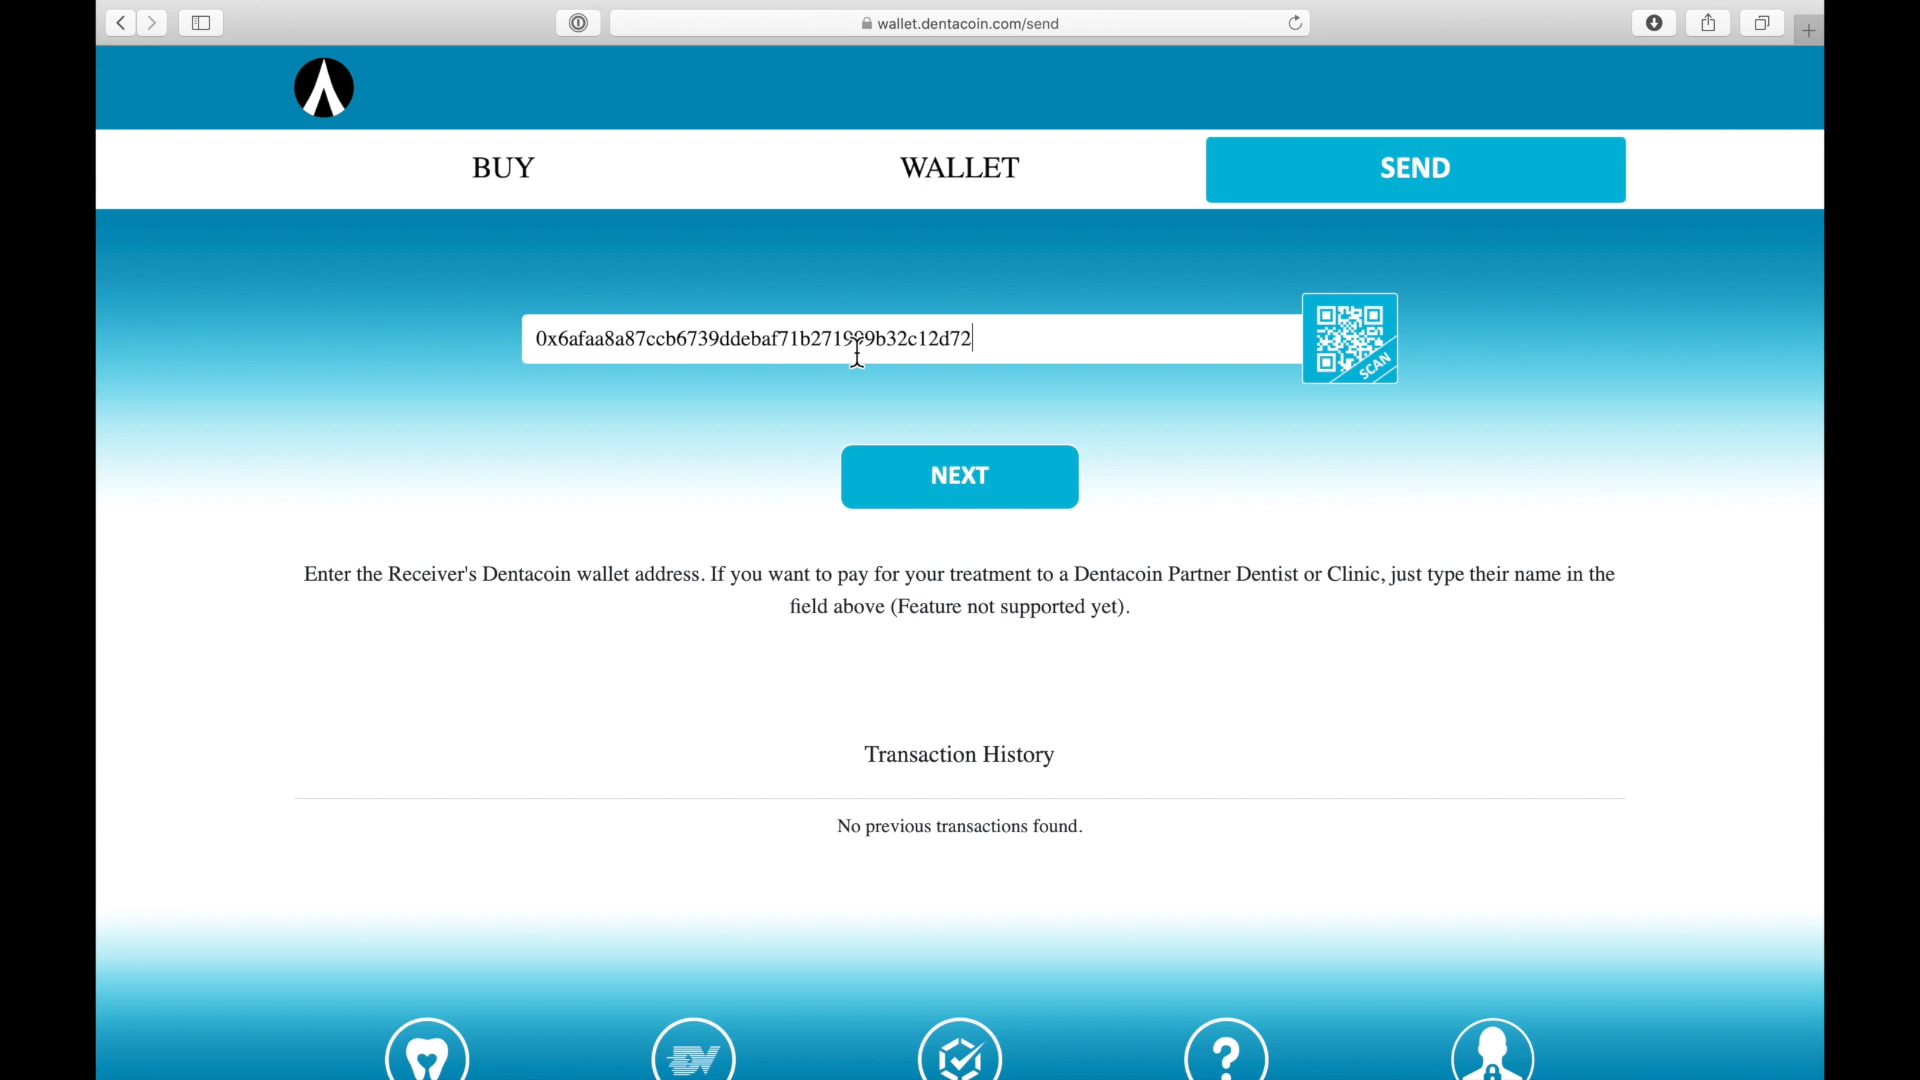 wallet.dentacoin.com/send
BUY
WALLET
SEND
0x6afaa8a87ccb6739ddebaf71b271999b32c12d72
SCAN
NEXT
Enter the Receiver's Dentacoin wallet address. If you want to pay for your treatment to a Dentacoin Partner Dentist or Clinic, just type their name in the
field above (Feature not supported yet).
Transaction History
No previous transactions found.